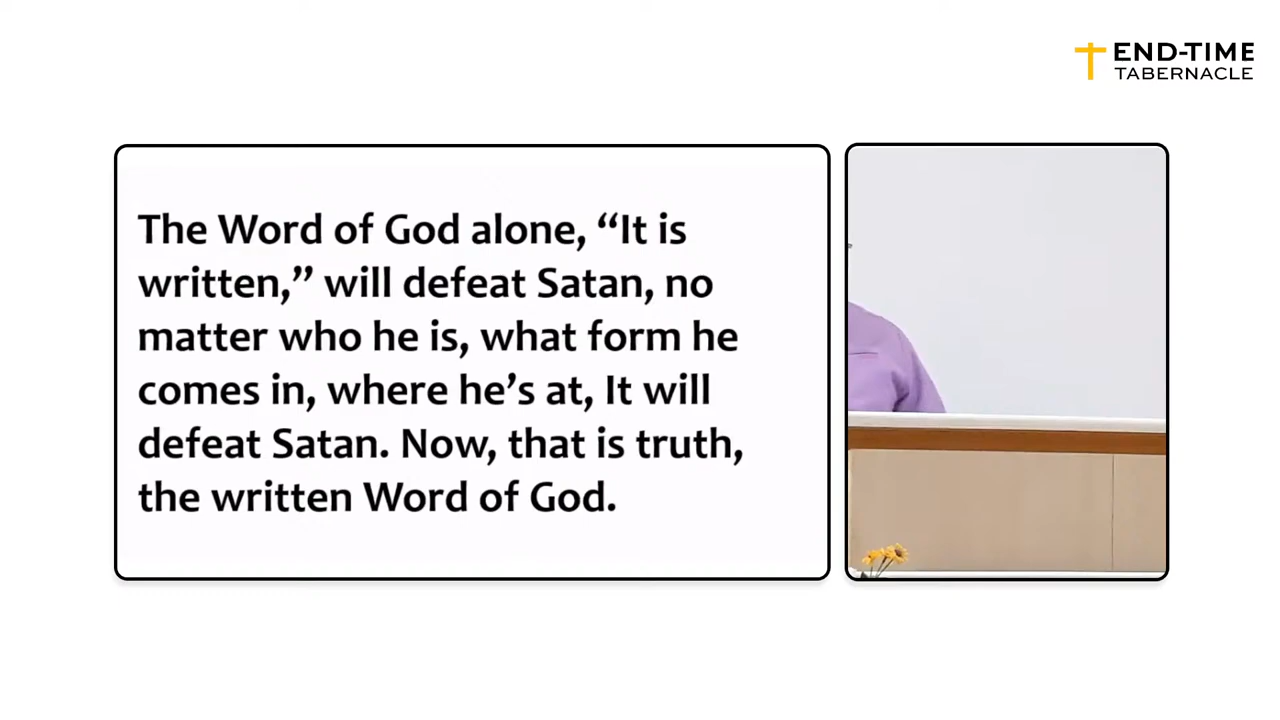 END-TIME
TABERNACLE
The Word of God alone, “It is
written,” will defeat Satan, no
matter who he is, what form he
comes in, where he’s at, It will
defeat Satan. Now, that is truth,
the written Word of God.